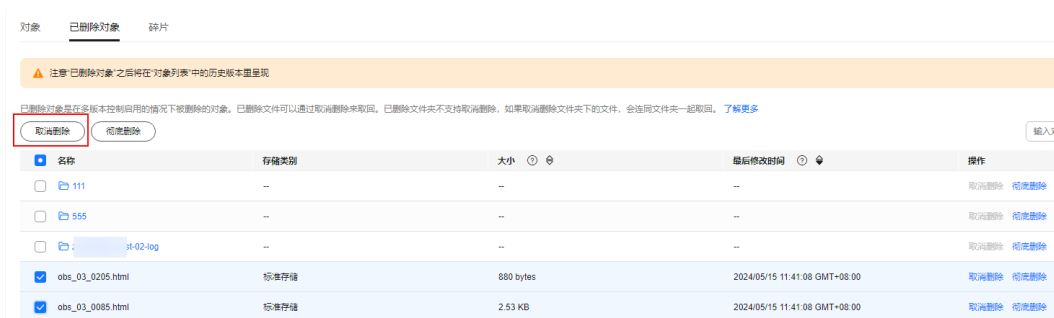 对象 已删除对象 碎片
注意“已删除对象”之后将在“对象列表”中的历史版本里呈现
已删除对象是在多版本控制启用的情况下被删除的对象。已删除文件可以通过取消删除来取回。已删除文件夹不支持取消删除，如果取消删除文件夹下的文件，会连同文件夹一起取回。 了解更多
取消删除 彻底删除 输入
名称 存储类别 大小 最后修改时间 操作
111 -- -- -- 取消删除 彻底删除
555 -- -- -- 取消删除 彻底删除
st-02-log -- -- -- 取消删除 彻底删除
obs_03_0205.html 标准存储 880 bytes 2024/05/15 11:41:08 GMT+08:00 取消删除 彻底删除
obs_03_0085.html 标准存储 2.53 KB 2024/05/15 11:41:08 GMT+08:00 取消删除 彻底删除